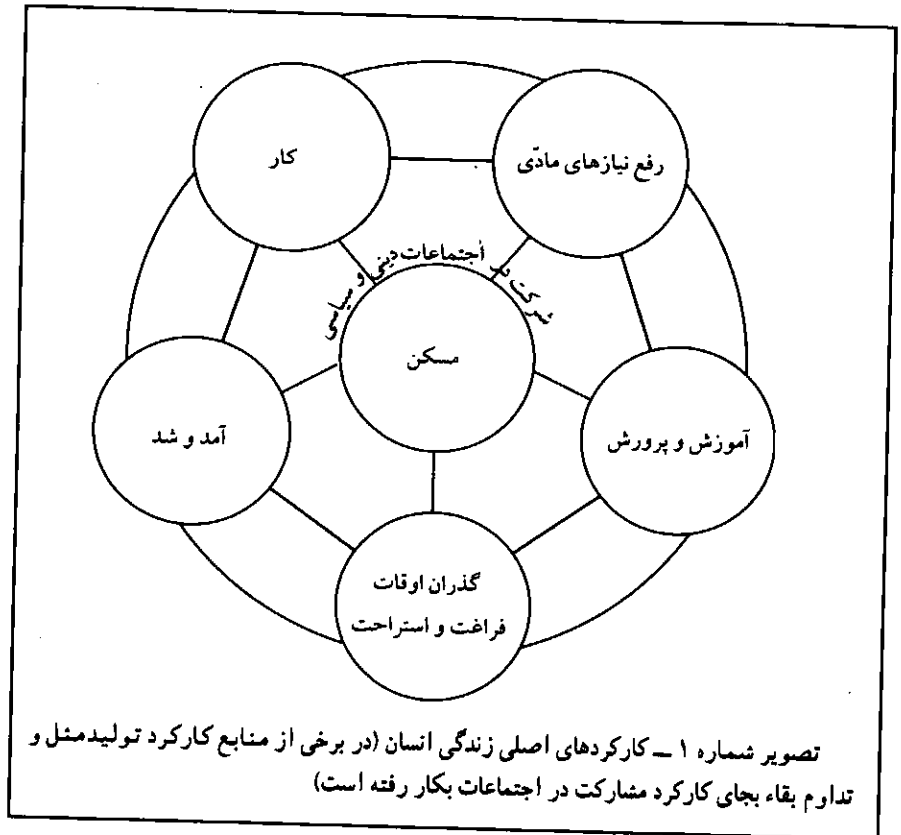 رفع نیازهای مادّی
کار
شرکت در اجتماعات دینی و سیاسی
مسکن
آموزش و پرورش
آمد و شد
گذران اوقات
فراغت و استراحت
تصویر شماره ۱ ــ کارکردهای اصلی زندگی انسان (در برخی از منابع کارکرد تولیدمثل و
تداوم بقاء بجای کارکرد مشارکت در اجتماعات بکار رفته است)